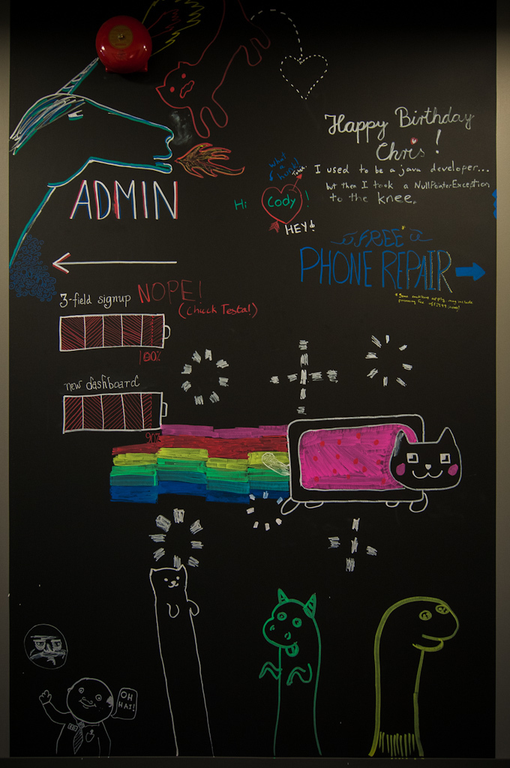 Happy Birthday
Chris!
I used to be a java developer...
but then I took a NullPointerException
to the knee.
Hi Cody!
HEY!
ADMIN
FREE
PHONE REPAIR
3-field signup
NOPE!
(Chuck Testa!)
100%
new dashboard
90%
OH
HAI!